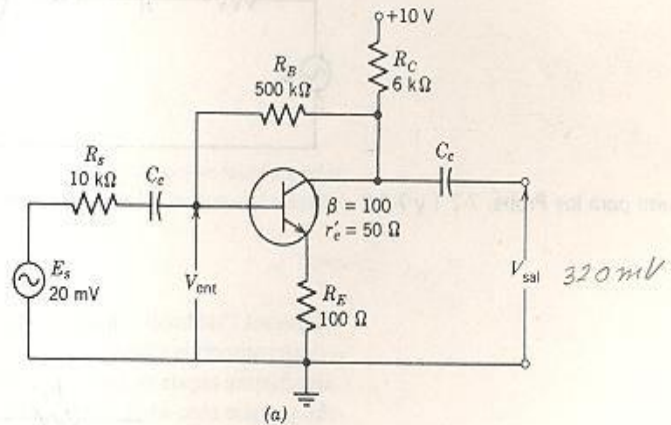 +10 V
R_C
6 kΩ
R_B
500 kΩ
R_s
10 kΩ
C_c
C_c
β = 100
r'_e = 50 Ω
E_s
20 mV
V_ent
V_sal
320 mV
R_E
100 Ω
(a)